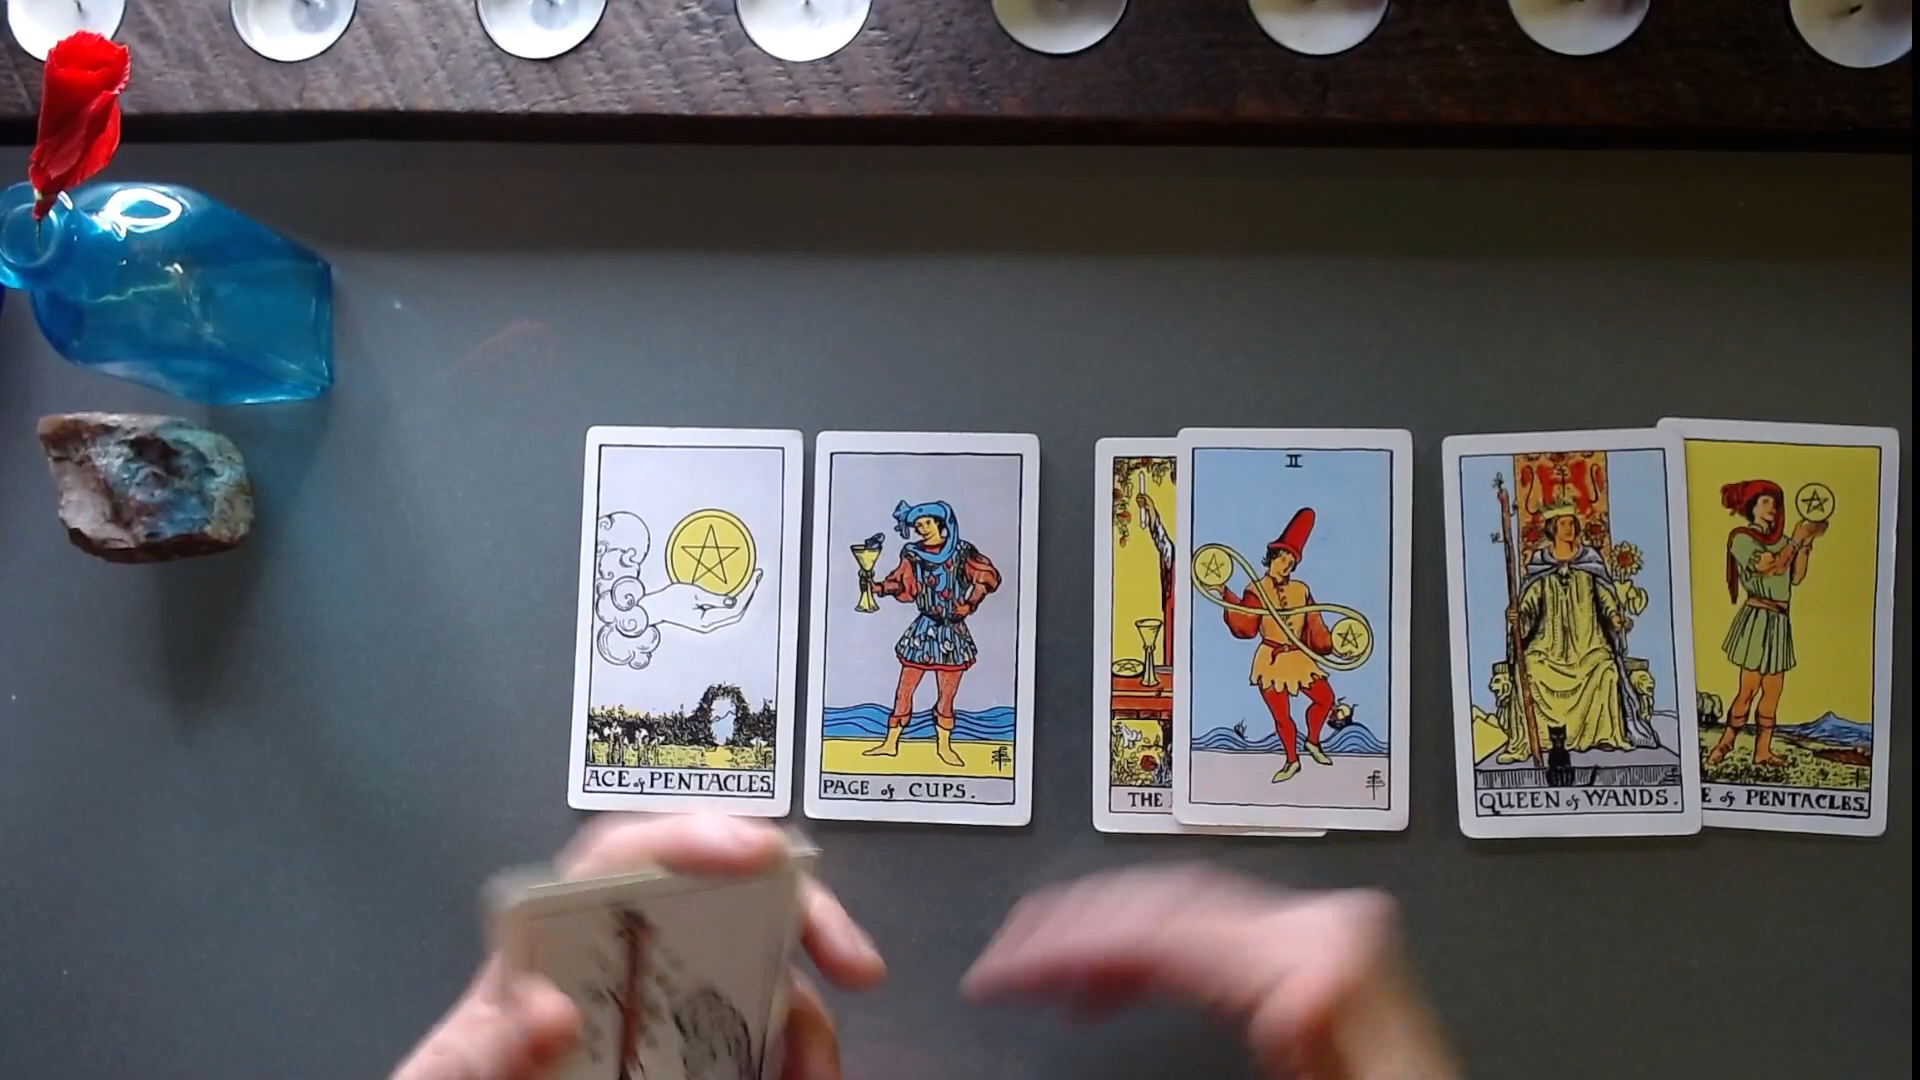 ACE of PENTACLES.
PAGE of CUPS.
THE
II
QUEEN of WANDS.
E of PENTACLES.